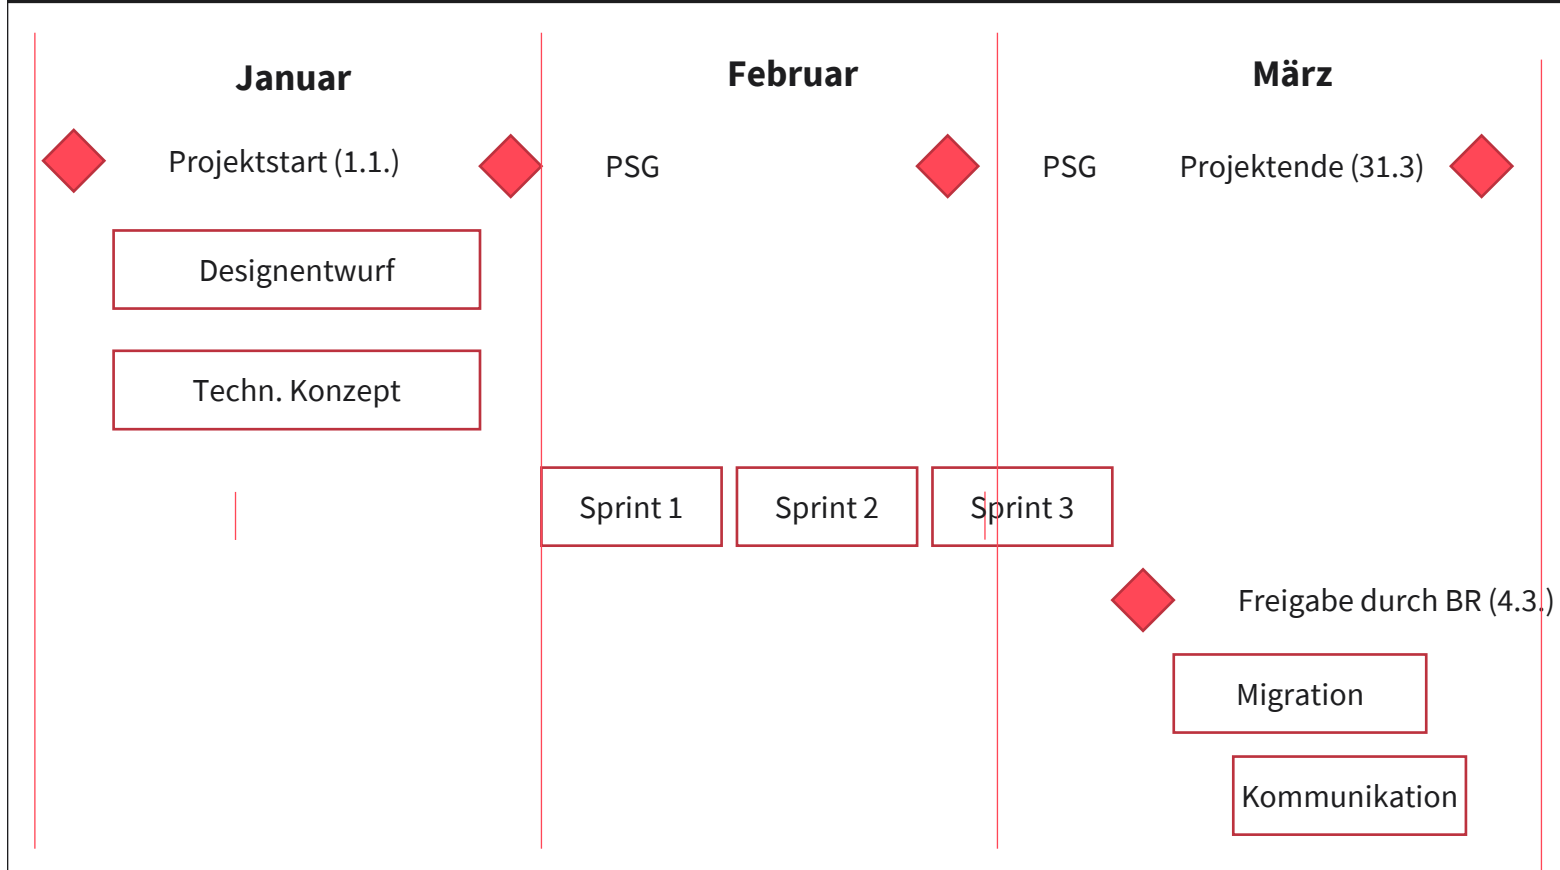 Januar
Februar
März
Projektstart (1.1.)
PSG
PSG
Projektende (31.3)
Designentwurf
Techn. Konzept
Sprint 1
Sprint 2
Sprint 3
Freigabe durch BR (4.3.)
Migration
Kommunikation